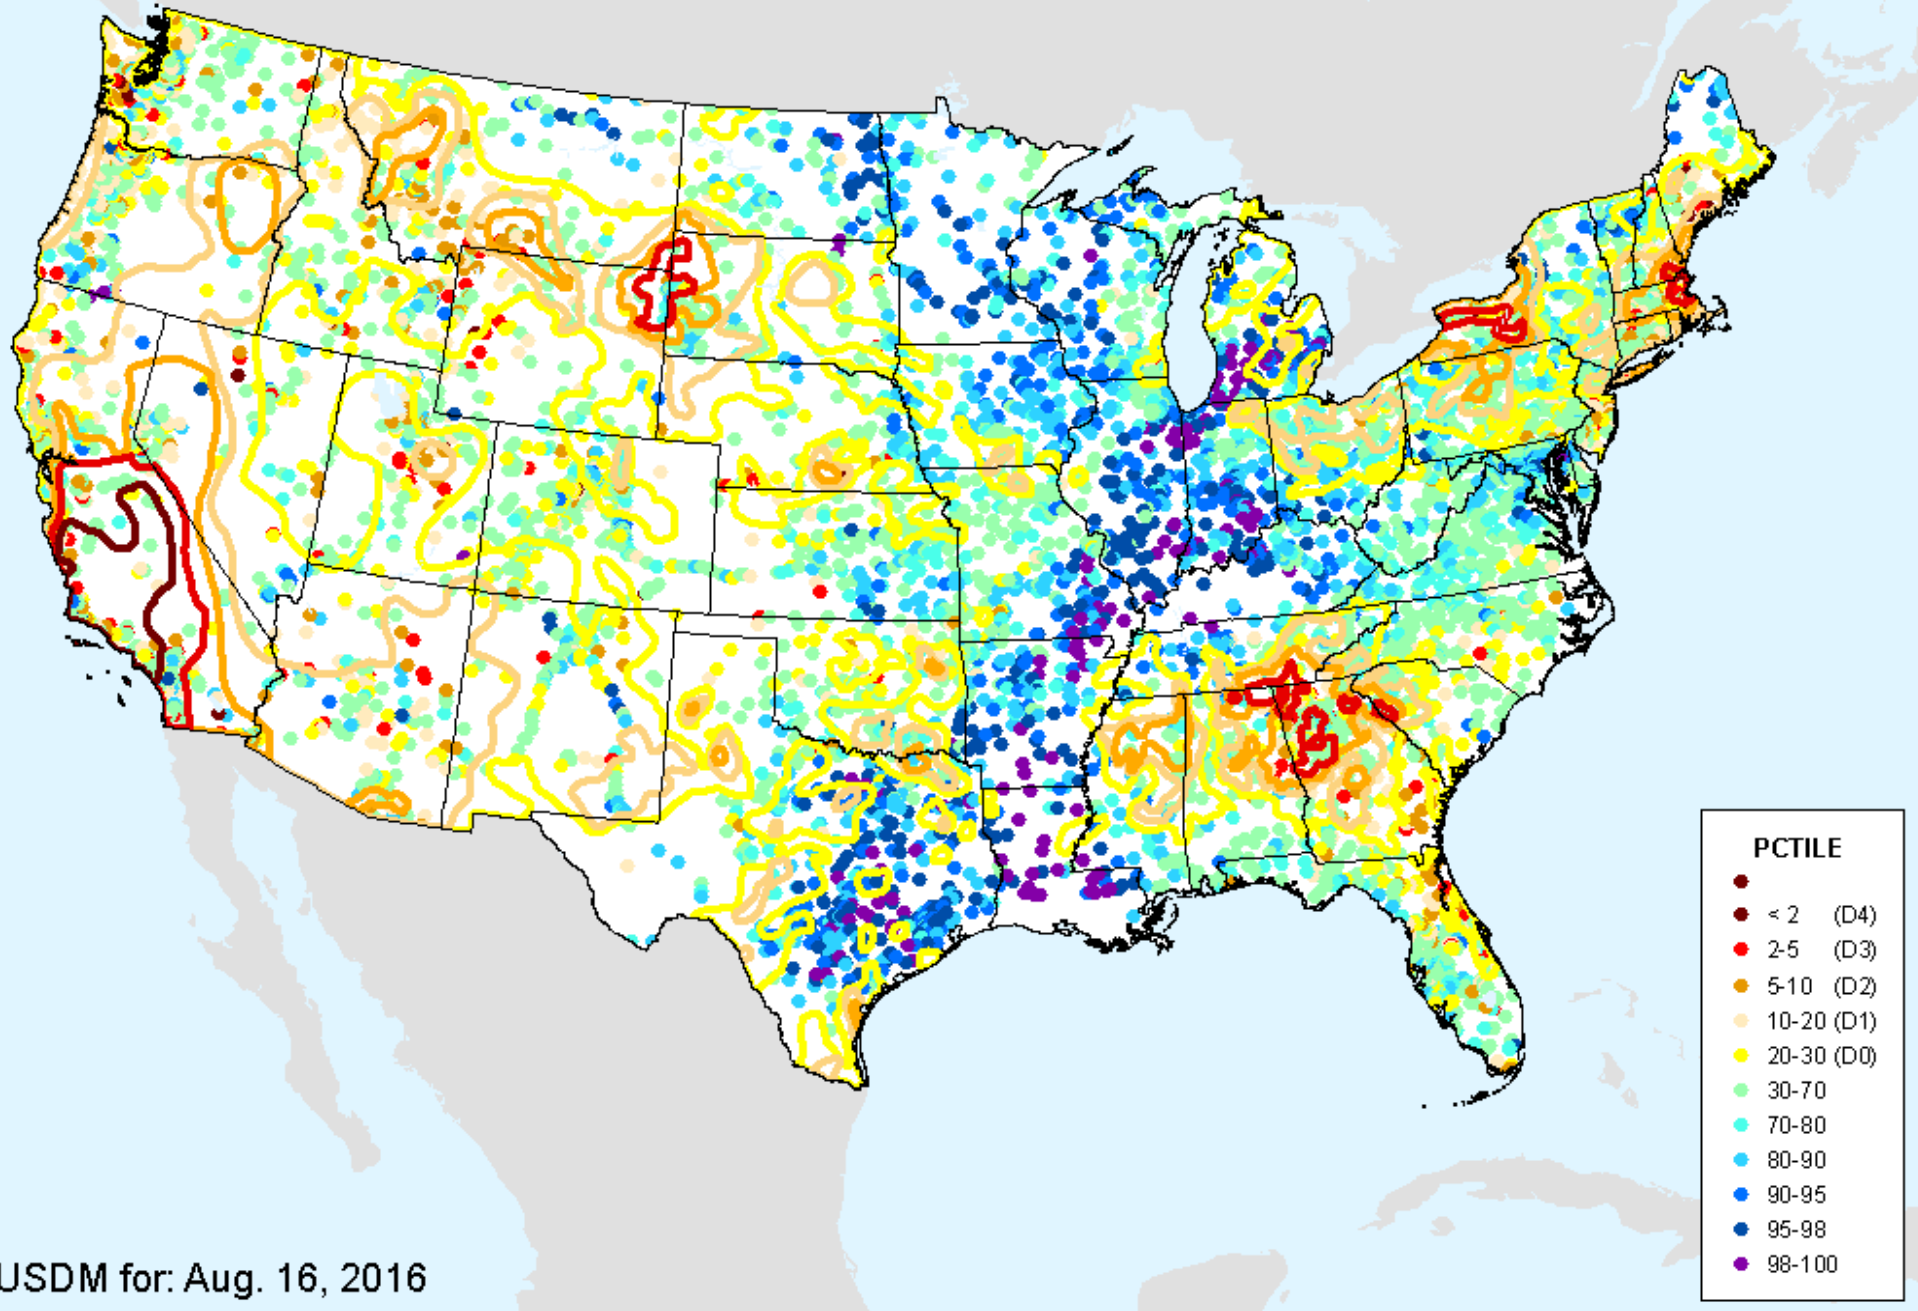 PCTILE
< 2 (D4)
2-5 (D3)
5-10 (D2)
10-20 (D1)
20-30 (D0)
30-70
70-80
80-90
90-95
95-98
98-100
USDM for: Aug. 16, 2016